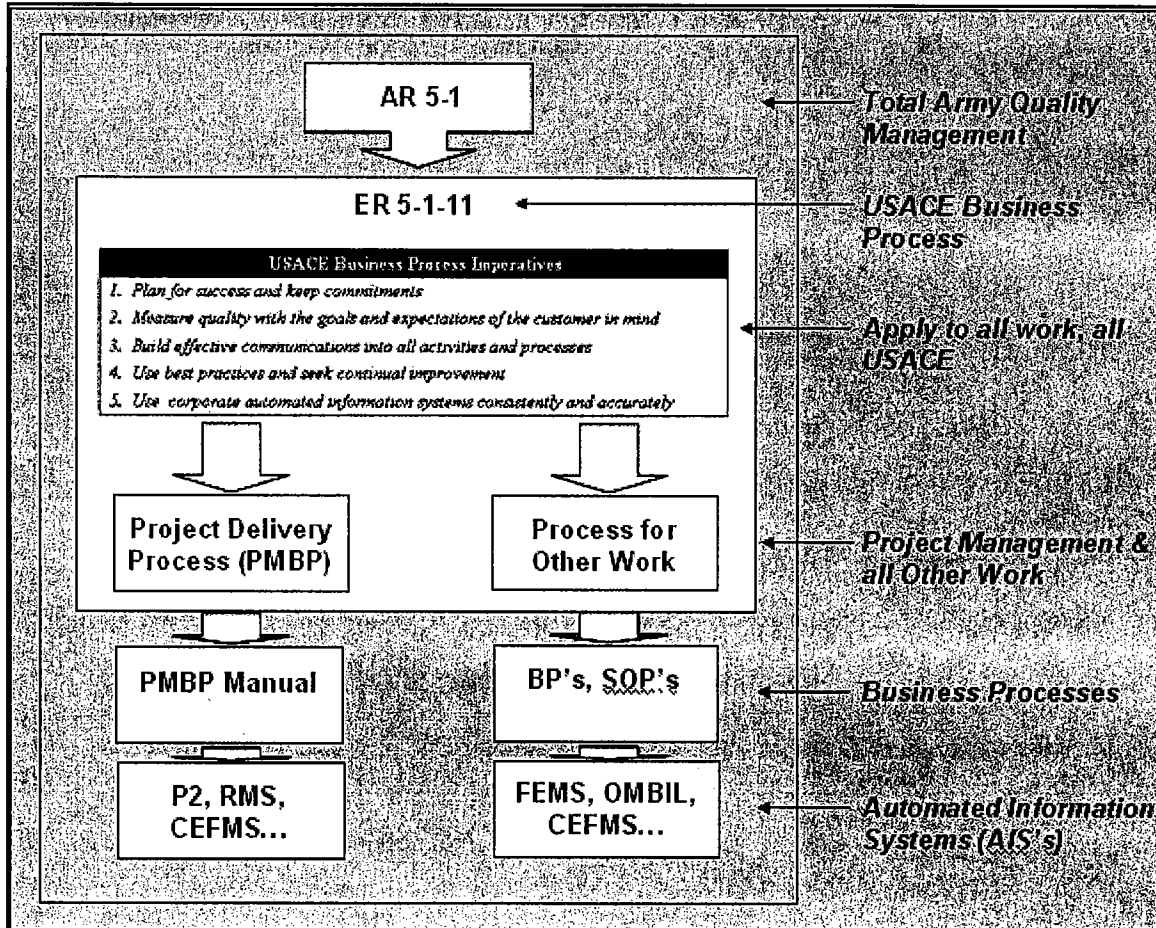 AR 5-1
Total Army Quality
Management
ER 5-1-11
USACE Business
Process
USACE Business Process Imperatives
1. Plan for success and keep commitments
2. Measure quality with the goals and expectations of the customer in mind
3. Build effective communications into all activities and processes
4. Use best practices and seek continual improvement
5. Use corporate automated information systems consistently and accurately
Apply to all work, all
USACE
Project Delivery
Process (PMBP)
Process for
Other Work
Project Management &
all Other Work
PMBP Manual
BP's, SOP's
Business Processes
P2, RMS,
CEFMS...
FEMS, OMBIL,
CEFMS...
Automated Information
Systems (AIS's)